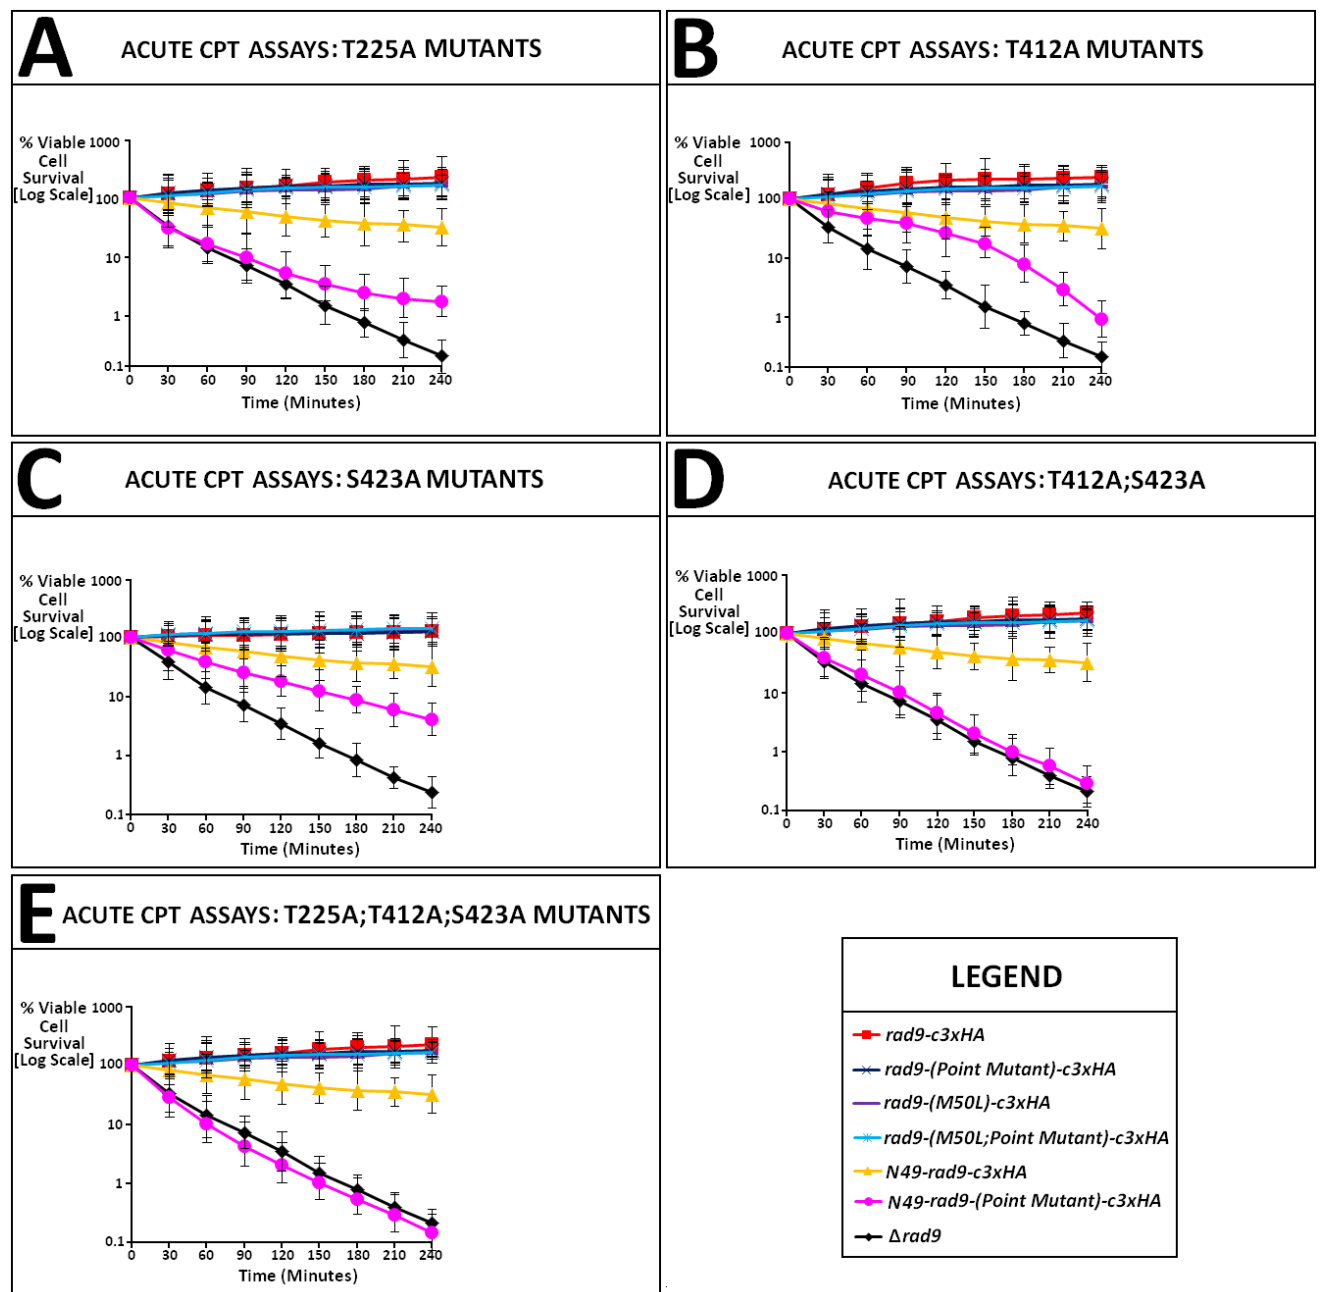 A
ACUTE CPT ASSAYS: T225A MUTANTS
% Viable
Cell
Survival
[Log Scale]
1000
100
10
1
0.1
0 30 60 90 120 150 180 210 240
Time (Minutes)
B
ACUTE CPT ASSAYS: T412A MUTANTS
% Viable
Cell
Survival
[Log Scale]
1000
100
10
1
0.1
0 30 60 90 120 150 180 210 240
Time (Minutes)
C
ACUTE CPT ASSAYS: S423A MUTANTS
% Viable
Cell
Survival
[Log Scale]
1000
100
10
1
0.1
0 30 60 90 120 150 180 210 240
Time (Minutes)
D
ACUTE CPT ASSAYS: T412A;S423A
% Viable
Cell
Survival
[Log Scale]
1000
100
10
1
0.1
0 30 60 90 120 150 180 210 240
Time (Minutes)
E
ACUTE CPT ASSAYS: T225A;T412A;S423A MUTANTS
% Viable
Cell
Survival
[Log Scale]
1000
100
10
1
0.1
0 30 60 90 120 150 180 210 240
Time (Minutes)
LEGEND
rad9-c3xHA
rad9-(Point Mutant)-c3xHA
rad9-(M50L)-c3xHA
rad9-(M50L;Point Mutant)-c3xHA
N49-rad9-c3xHA
N49-rad9-(Point Mutant)-c3xHA
Δrad9